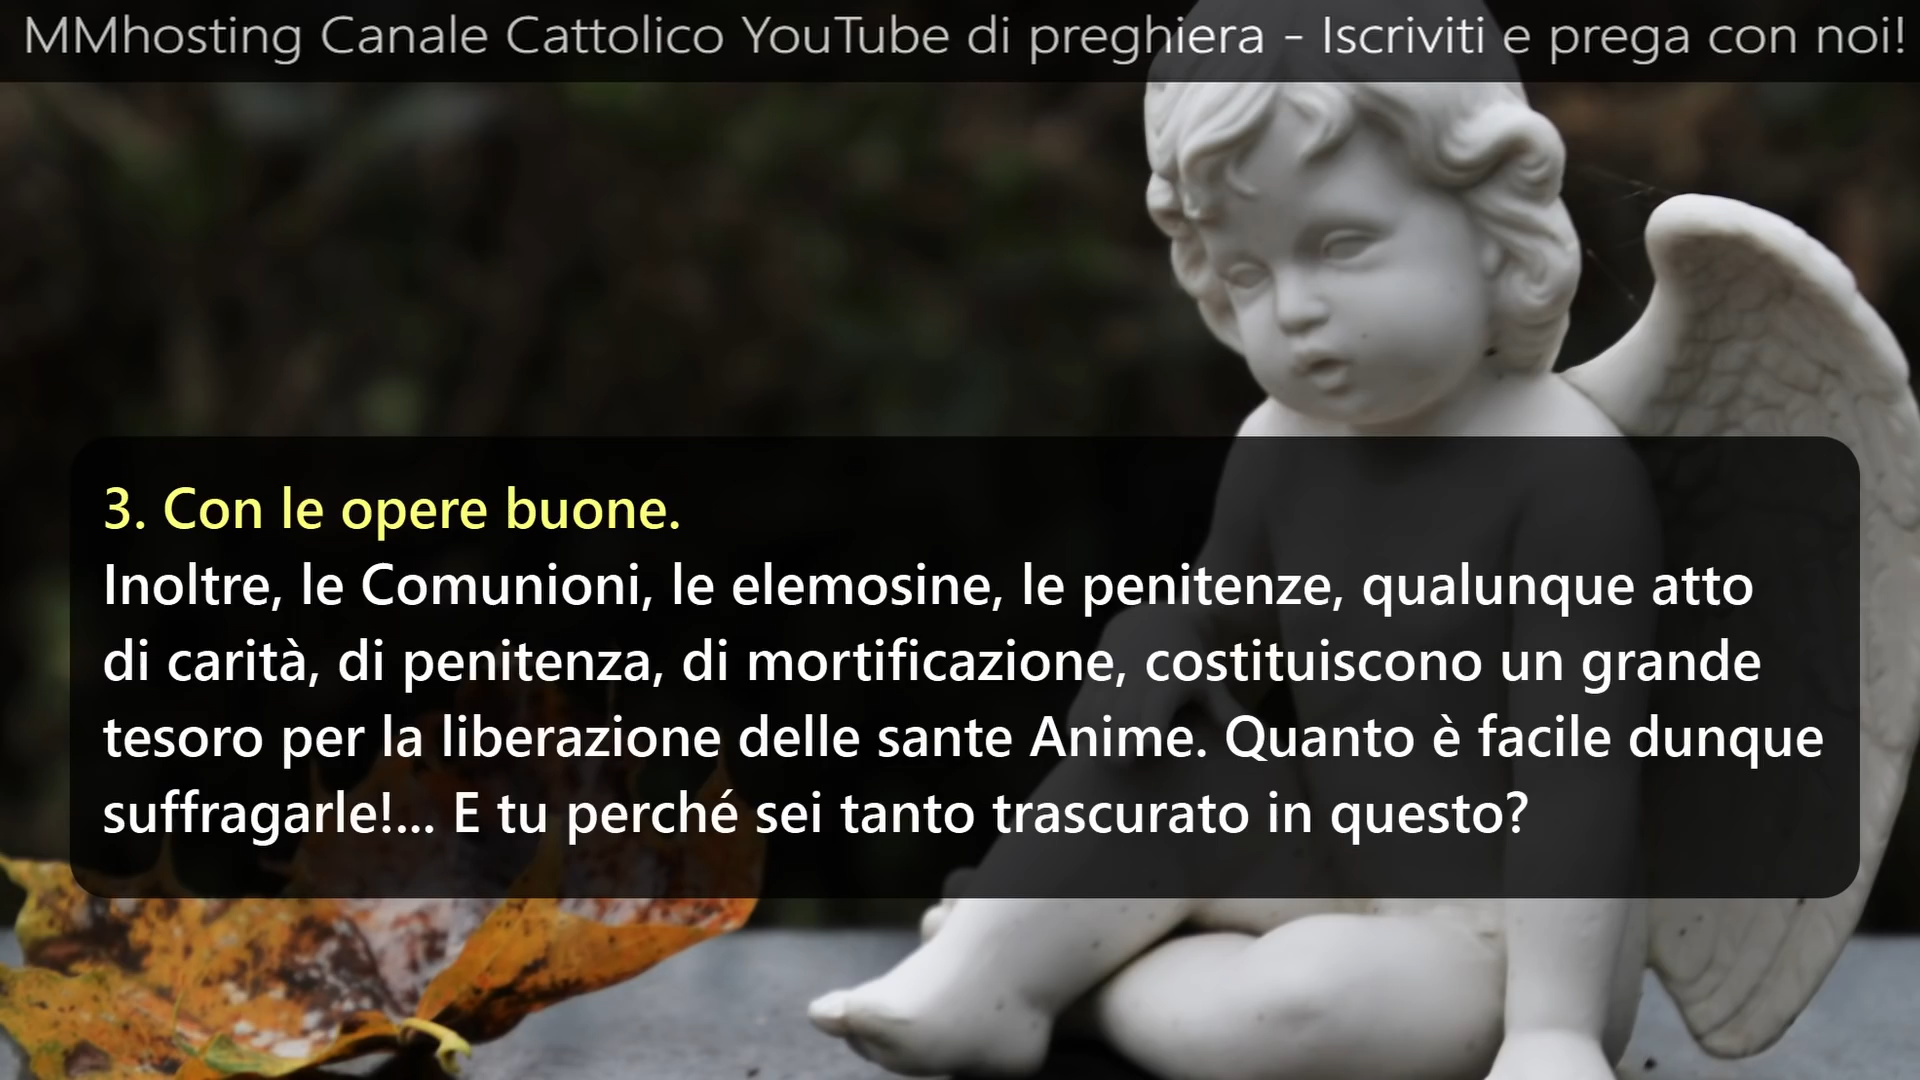 MMhosting Canale Cattolico YouTube di preghiera - Iscriviti e prega con noi!
3. Con le opere buone.
Inoltre, le Comunioni, le elemosine, le penitenze, qualunque atto
di carità, di penitenza, di mortificazione, costituiscono un grande
tesoro per la liberazione delle sante Anime. Quanto è facile dunque
suffragarle!... E tu perché sei tanto trascurato in questo?